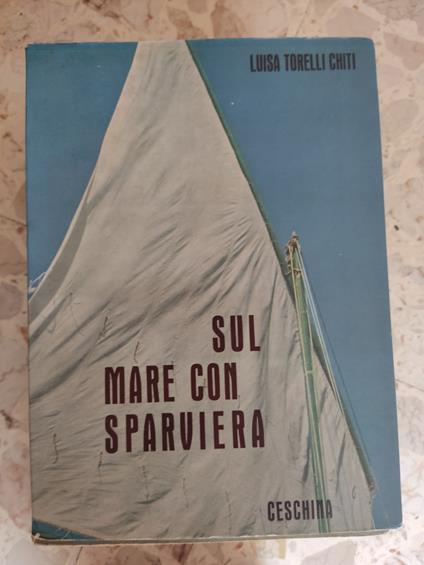 LUISA TORELLI CHITI
SUL
MARE CON
SPARVIERA
CESCHINA